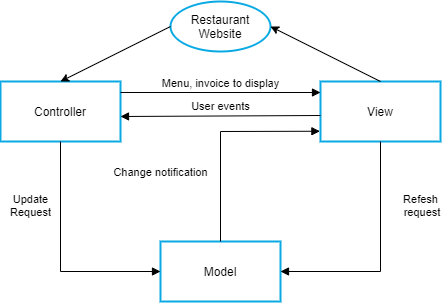 Restaurant
Website
Menu, invoice to display
Controller
User events
View
Change notification
Update
Request
Refesh
request
Model